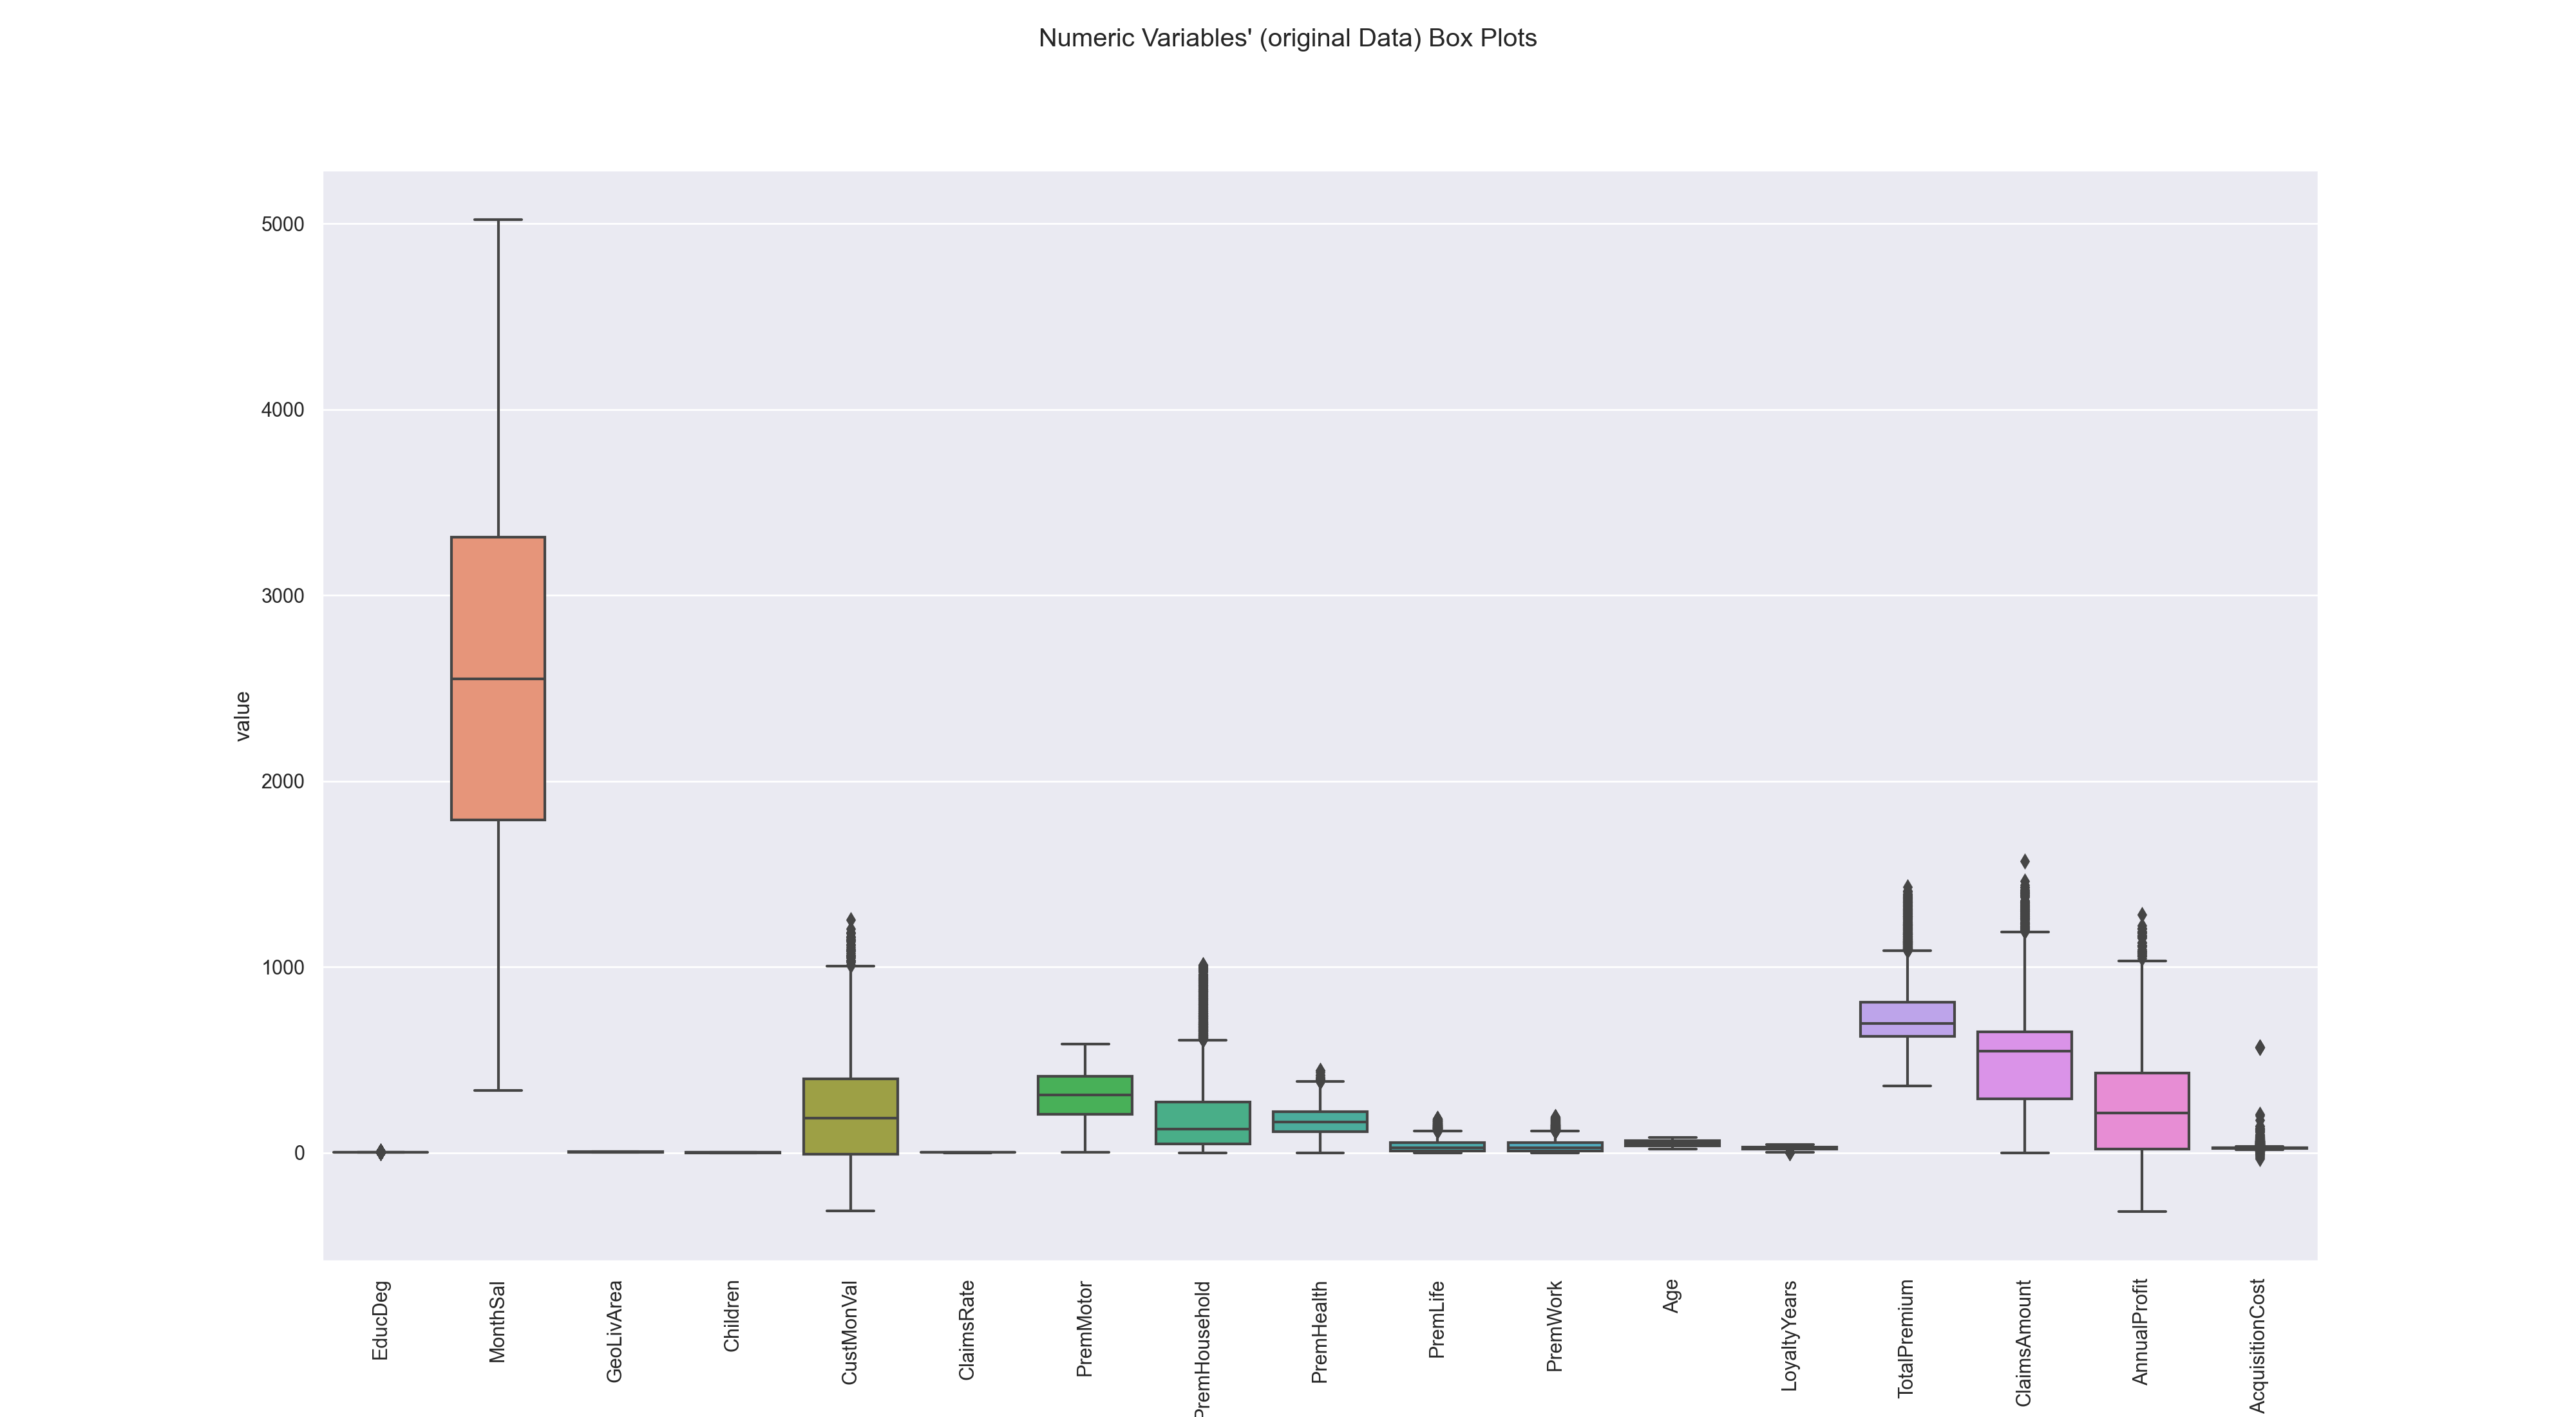 Numeric Variables' (original Data) Box Plots
5000
4000
3000
2000
1000
0
value
EducDeg
MonthSal
GeoLivArea
Children
CustMonVal
ClaimsRate
PremMotor
PremHousehold
PremHealth
PremLife
PremWork
Age
LoyaltyYears
TotalPremium
ClaimsAmount
AnnualProfit
AcquisitionCost